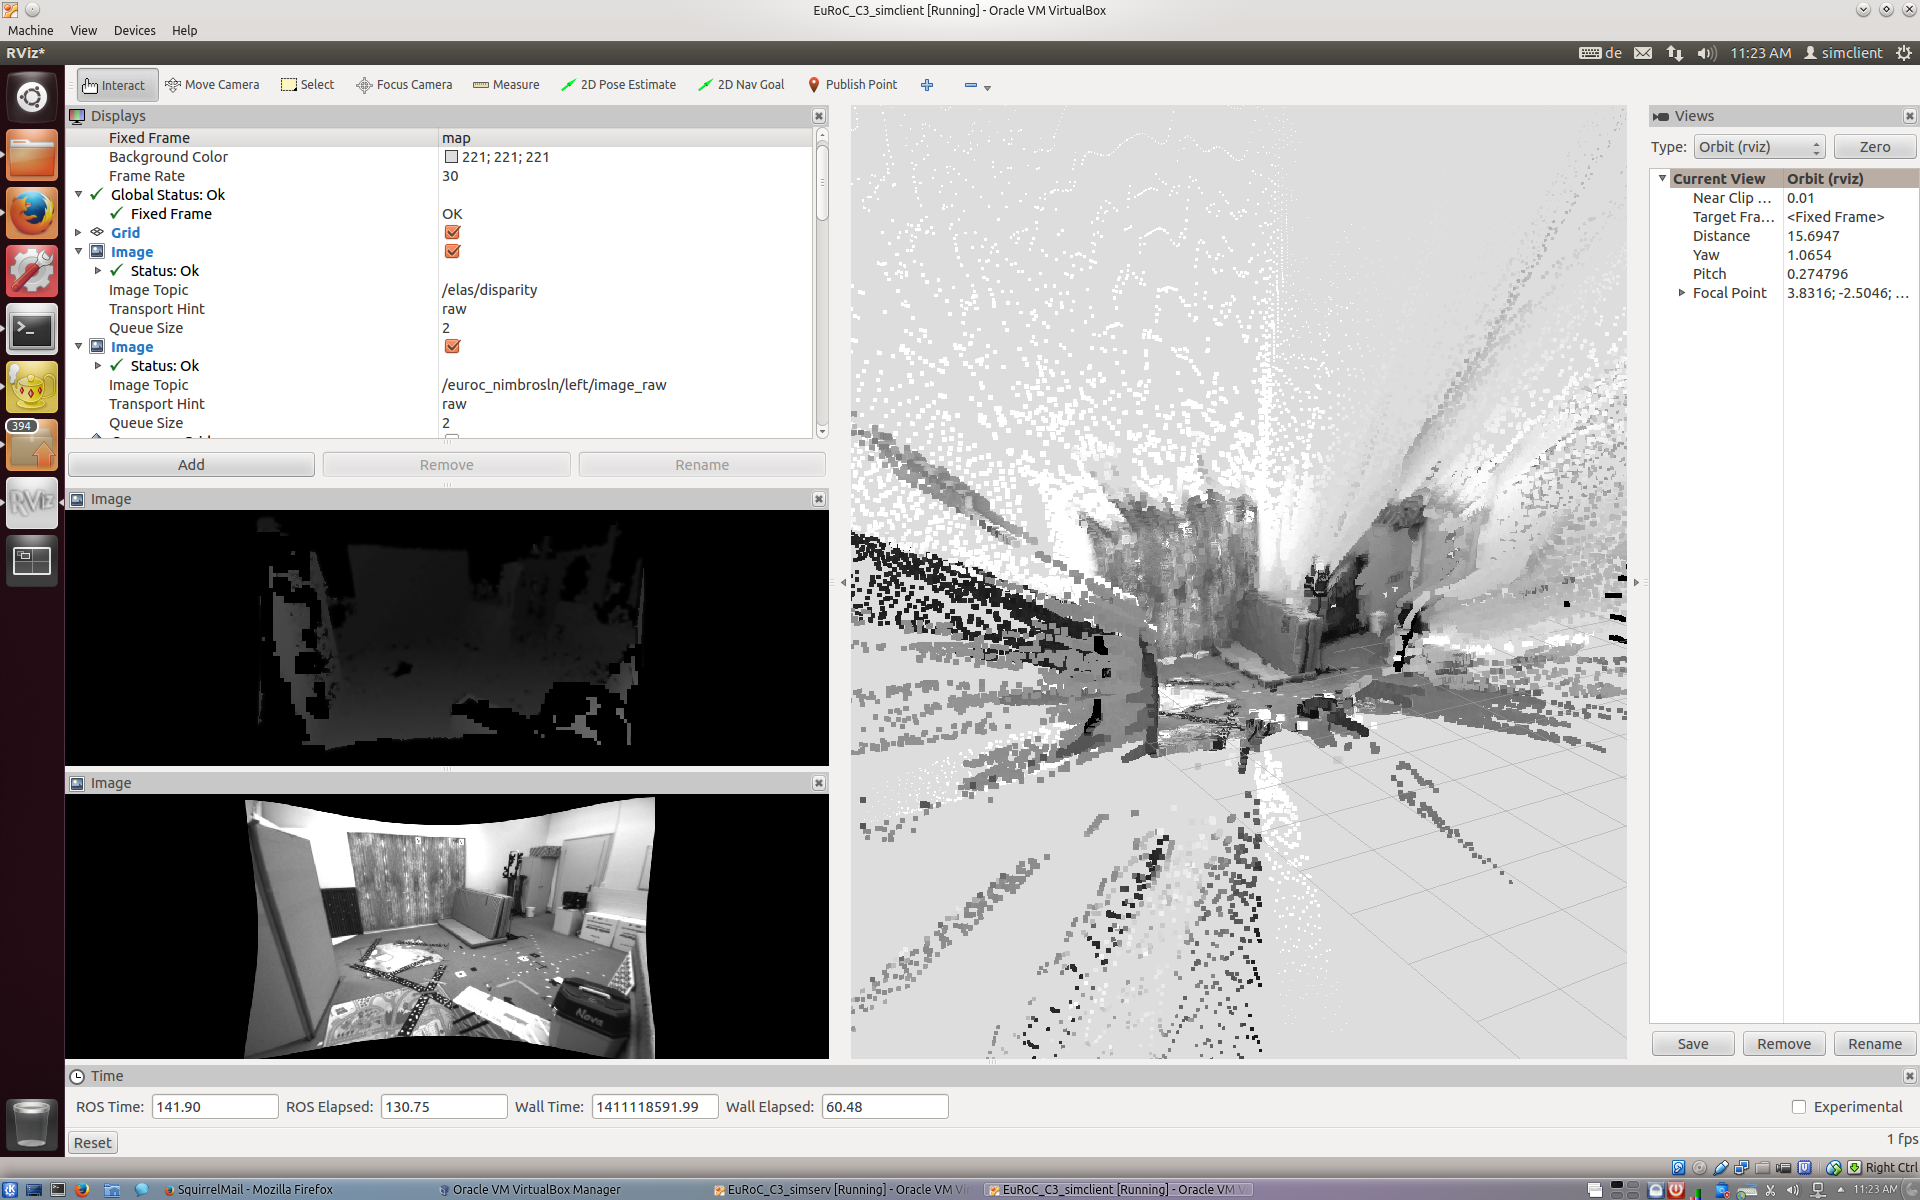 EuRoC_C3_simclient [Running] - Oracle VM VirtualBox
Machine View Devices Help
RViz*
de 11:23 AM simclient
Interact Move Camera Select Focus Camera Measure 2D Pose Estimate 2D Nav Goal Publish Point
Displays
Fixed Frame map
Background Color 221; 221; 221
Frame Rate 30
Global Status: Ok
Fixed Frame OK
Grid
Image
Status: Ok
Image Topic /elas/disparity
Transport Hint raw
Queue Size 2
Image
Status: Ok
Image Topic /euroc_nimbrosln/left/image_raw
Transport Hint raw
Queue Size 2
Add Remove Rename
394
RViz
Image
Image
Nova
Views
Type: Orbit (rviz) Zero
Current View Orbit (rviz)
Near Clip ... 0.01
Target Fra... <Fixed Frame>
Distance 15.6947
Yaw 1.0654
Pitch 0.274796
Focal Point 3.8316; -2.5046; ...
Save Remove Rename
Time
ROS Time: 141.90 ROS Elapsed: 130.75 Wall Time: 1411118591.99 Wall Elapsed: 60.48 Experimental
Reset 1 fps
Right Ctrl
SquirrelMail - Mozilla Firefox Oracle VM VirtualBox Manager EuRoC_C3_simserv [Running] - Oracle VM Vi EuRoC_C3_simclient [Running] - Oracle VM V 11:23 AM